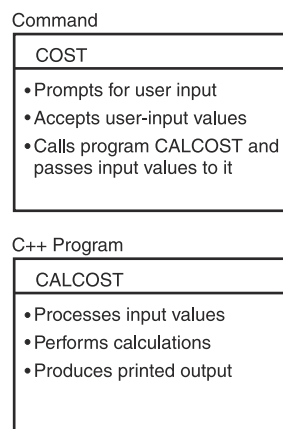 Command
COST
• Prompts for user input
• Accepts user-input values
• Calls program CALCOST and
passes input values to it
C++ Program
CALCOST
• Processes input values
• Performs calculations
• Produces printed output